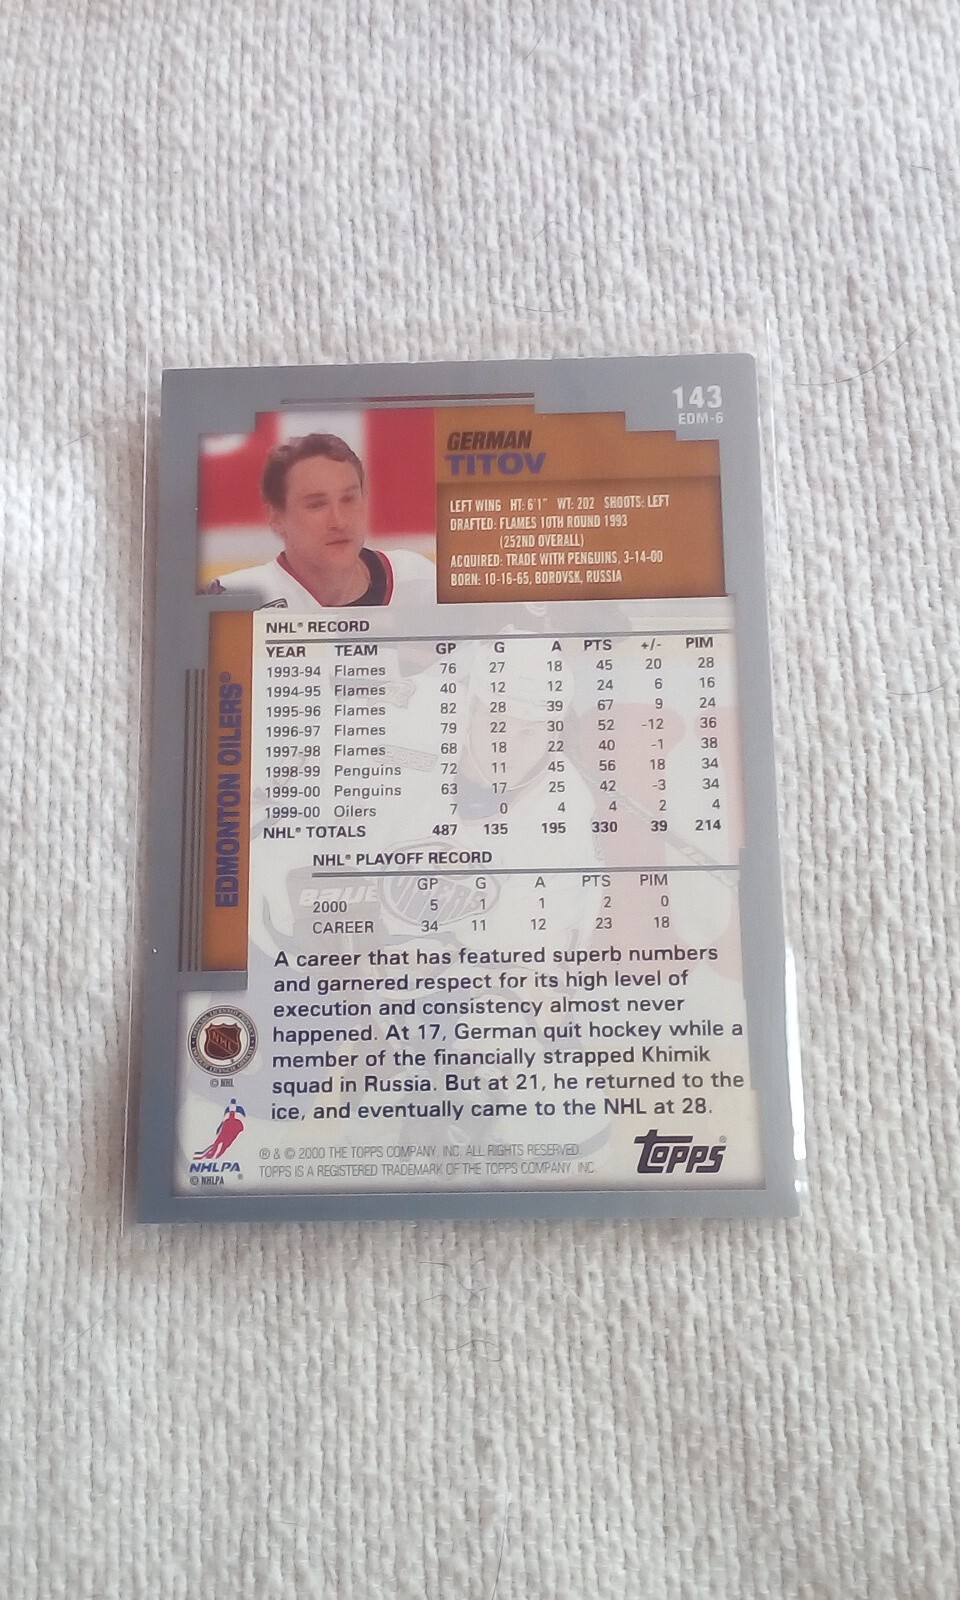 143
EDM-6
GERMAN
TITOV
LEFT WING HT: 6'1" WT: 202 SHOOTS: LEFT
DRAFTED: FLAMES 10TH ROUND 1993
(252ND OVERALL)
ACQUIRED: TRADE WITH PENGUINS, 3-14-00
BORN: 10-16-65, BOROVSK, RUSSIA
EDMONTON OILERS®
NHL® RECORD
YEAR TEAM GP G A PTS +/- PIM
1993-94 Flames 76 27 18 45 20 28
1994-95 Flames 40 12 12 24 6 16
1995-96 Flames 82 28 39 67 9 24
1996-97 Flames 79 22 30 52 -12 36
1997-98 Flames 68 18 22 40 -1 38
1998-99 Penguins 72 11 45 56 18 34
1999-00 Penguins 63 17 25 42 -3 34
1999-00 Oilers 7 0 4 4 2 4
NHL® TOTALS 487 135 195 330 39 214
NHL® PLAYOFF RECORD
GP G A PTS PIM
2000 5 1 1 2 0
CAREER 34 11 12 23 18
BAUER
OILERS
A career that has featured superb numbers
and garnered respect for its high level of
execution and consistency almost never
happened. At 17, German quit hockey while a
member of the financially strapped Khimik
squad in Russia. But at 21, he returned to the
ice, and eventually came to the NHL at 28.
NHL
© NHL
NHLPA®
© NHLPA
® & © 2000 THE TOPPS COMPANY, INC. ALL RIGHTS RESERVED.
TOPPS IS A REGISTERED TRADEMARK OF THE TOPPS COMPANY, INC.
Topps®